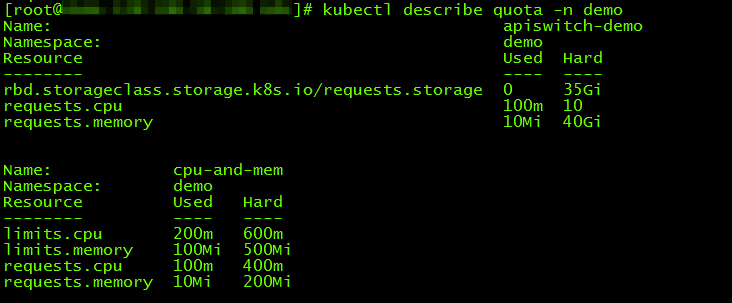 [root@ ]# kubectl describe quota -n demo
Name: apiswitch-demo
Namespace: demo
Resource Used Hard
-------- ---- ----
rbd.storageclass.storage.k8s.io/requests.storage 0 35Gi
requests.cpu 100m 10
requests.memory 10Mi 40Gi
Name: cpu-and-mem
Namespace: demo
Resource Used Hard
-------- ---- ----
limits.cpu 200m 600m
limits.memory 100Mi 500Mi
requests.cpu 100m 400m
requests.memory 10Mi 200Mi